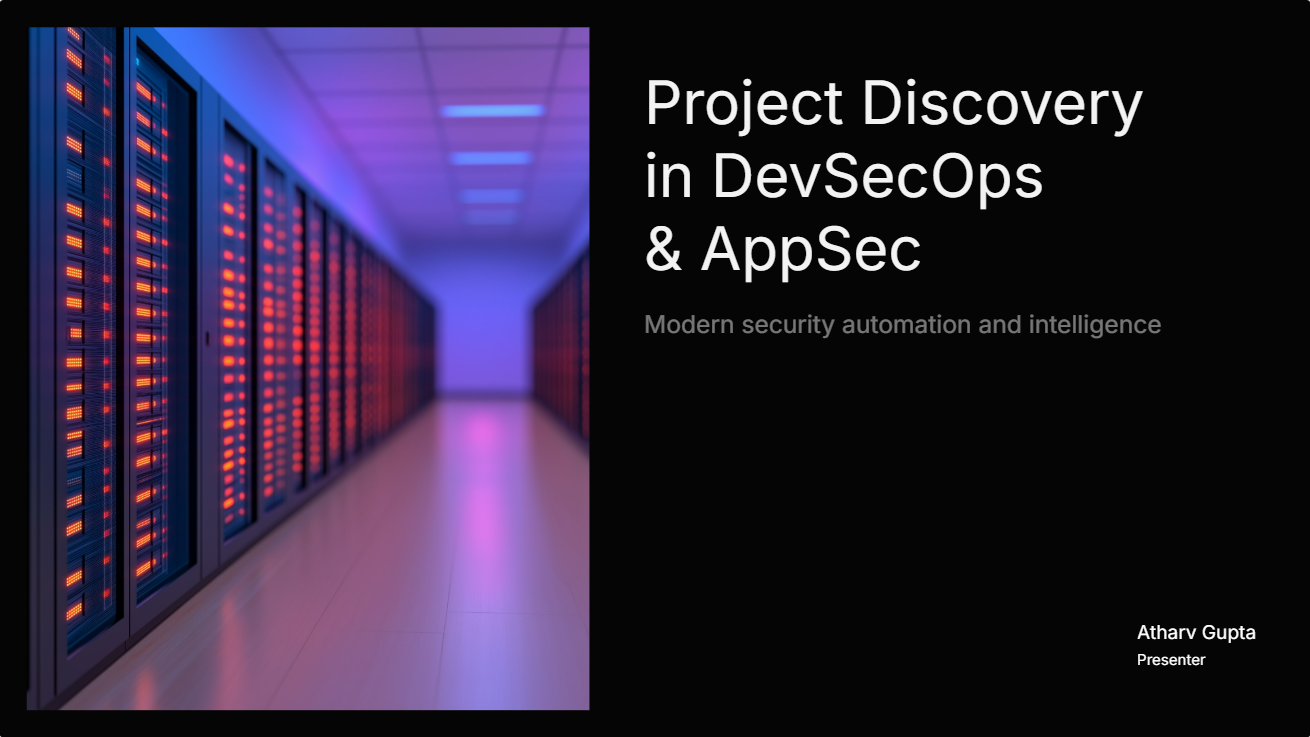 Project Discovery
in DevSecOps
& AppSec
Modern security automation and intelligence
Atharv Gupta
Presenter